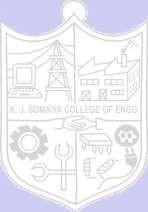 K. J. SOMAIYA COLLEGE OF ENGG.